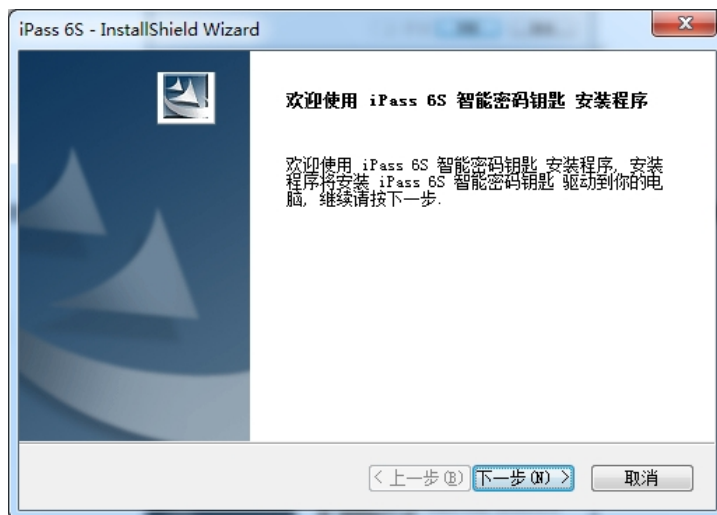 iPass 6S - InstallShield Wizard
欢迎使用 iPass 6S 智能密码钥匙 安装程序
欢迎使用 iPass 6S 智能密码钥匙 安装程序, 安装
程序将安装 iPass 6S 智能密码钥匙 驱动到你的电
脑, 继续请按下一步.
< 上一步(B) 下一步(N) > 取消